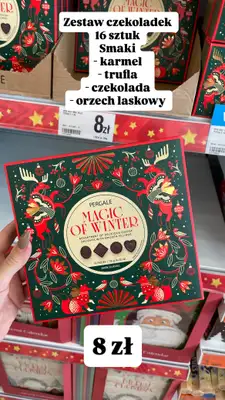 Zestaw czekoladek
16 sztuk
Smaki
- karmel
- trufla
- czekolada
- orzech laskowy
8 zł
PERGALE
MAGIC
OF WINTER
8 zł